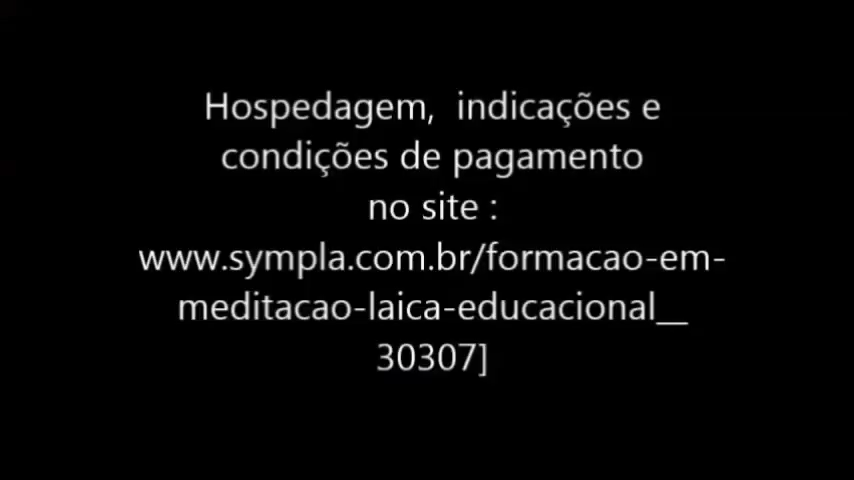 Hospedagem,  indicações e
condições de pagamento
no site :
www.sympla.com.br/formacao-em-
meditacao-laica-educacional__
30307]